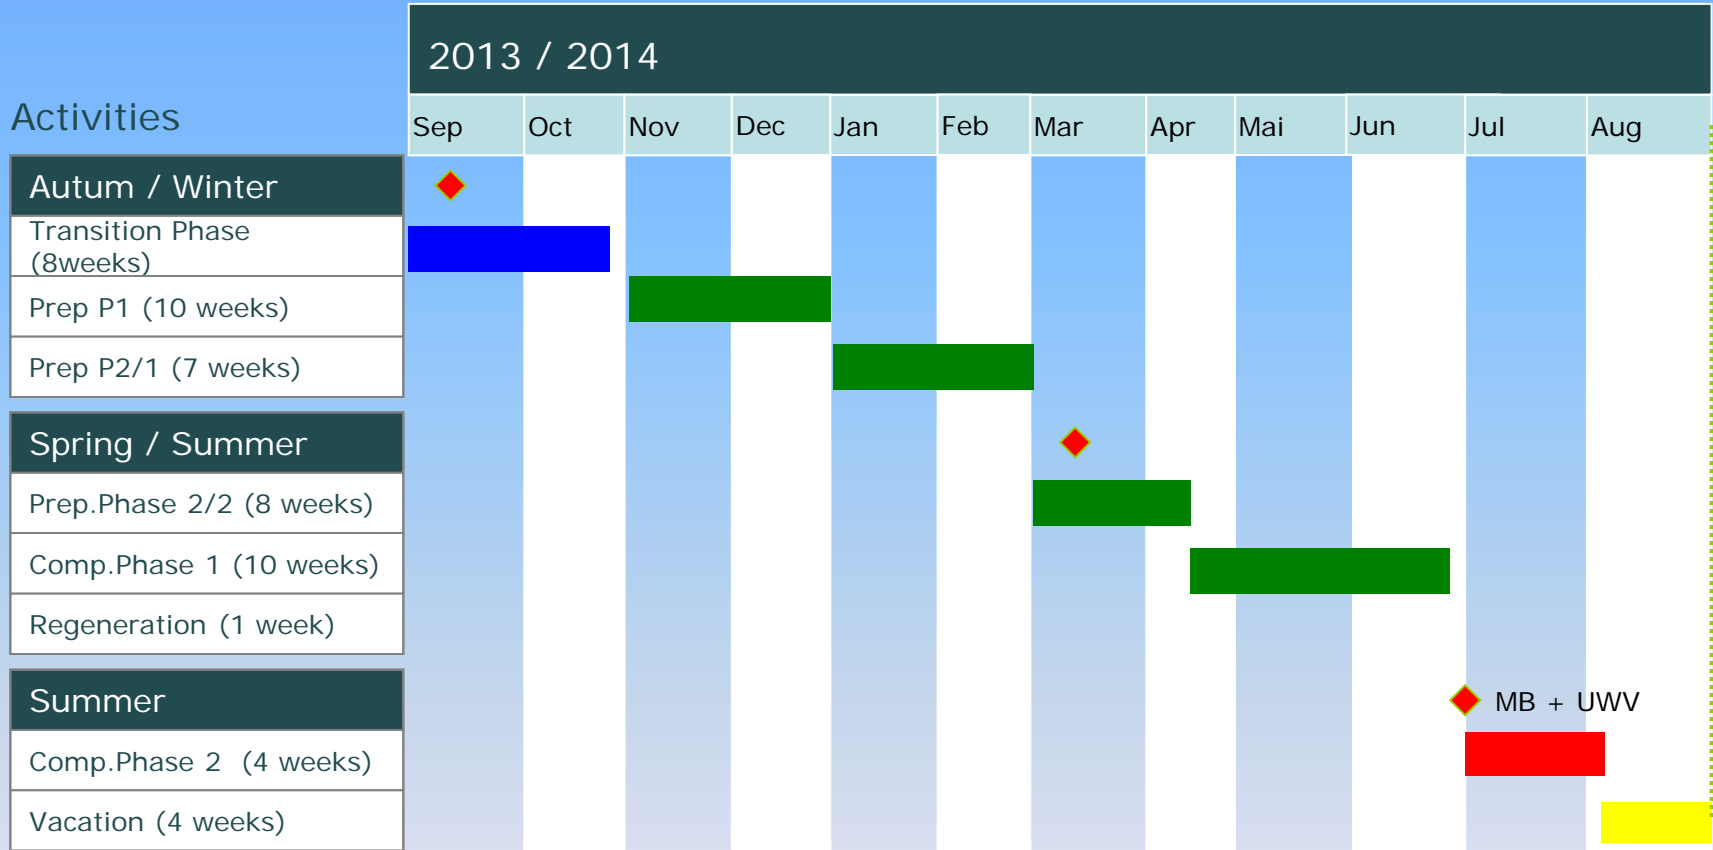 2013 / 2014
Activities
Sep Oct Nov Dec Jan Feb Mar Apr Mai Jun Jul Aug
Autum / Winter
Transition Phase
(8weeks)
Prep P1 (10 weeks)
Prep P2/1 (7 weeks)
Spring / Summer
Prep.Phase 2/2 (8 weeks)
Comp.Phase 1 (10 weeks)
Regeneration (1 week)
Summer
MB + UWV
Comp.Phase 2 (4 weeks)
Vacation (4 weeks)